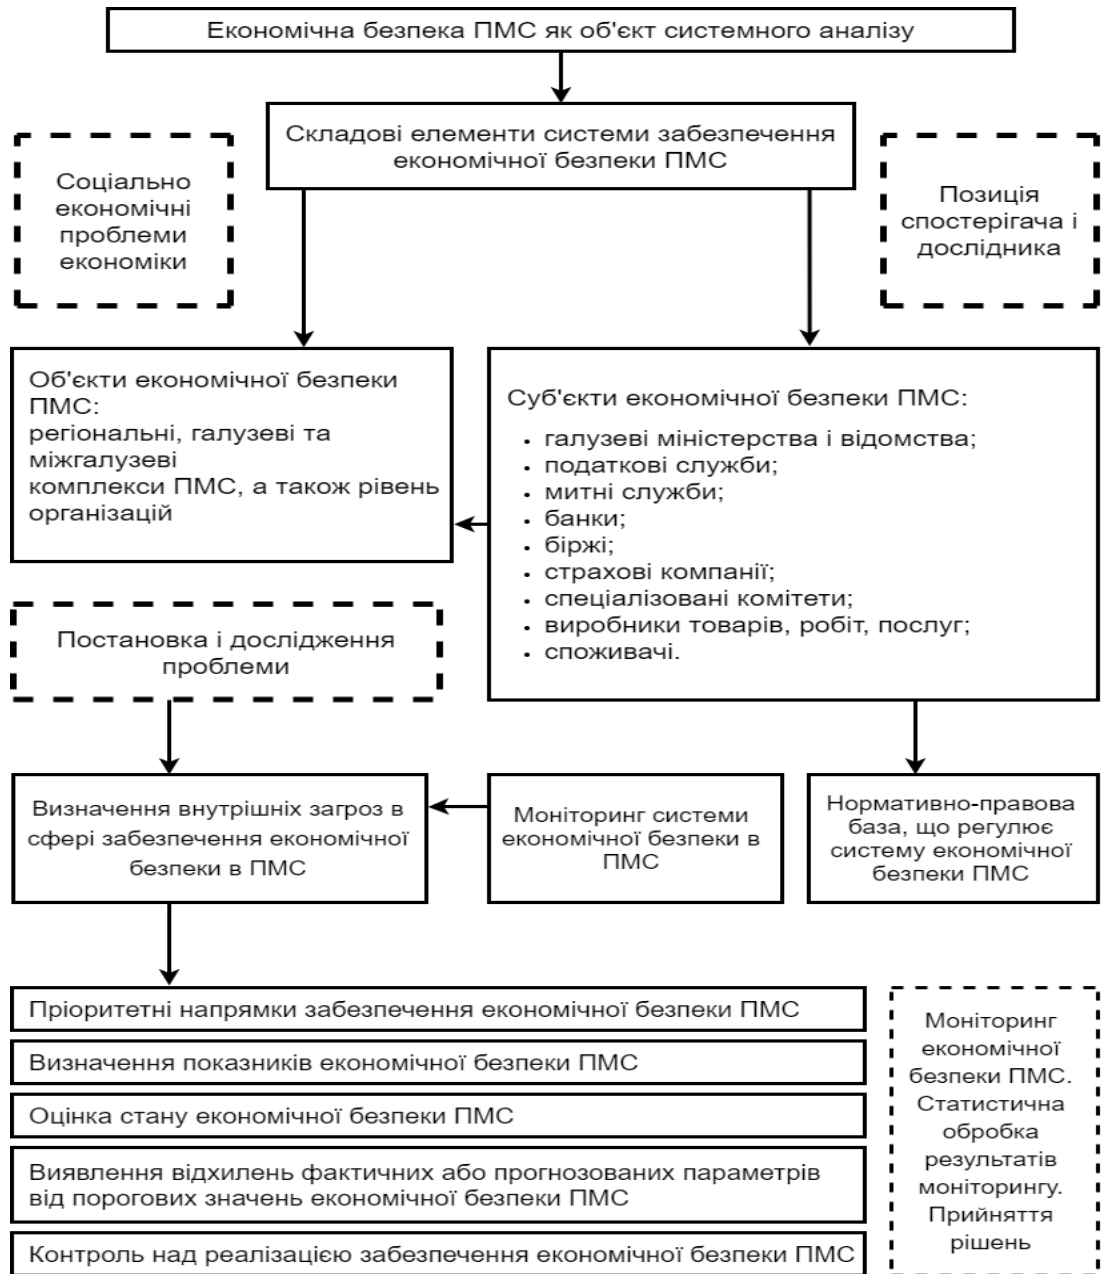 Економічна безпека ПМС як об'єкт системного аналізу
Складові елементи системи забезпечення
економічної безпеки ПМС
Соціально
економічні
проблеми
економіки
Позиція
спостерігача і
дослідника
Об'єкти економічної безпеки
ПМС:
регіональні, галузеві та
міжгалузеві
комплекси ПМС, а також рівень
організацій
Суб'єкти економічної безпеки ПМС:
• галузеві міністерства і відомства;
• податкові служби;
• митні служби;
• банки;
• біржі;
• страхові компанії;
• спеціалізовані комітети;
• виробники товарів, робіт, послуг;
• споживачі.
Постановка і дослідження
проблеми
Визначення внутрішніх загроз в
сфері забезпечення економічної
безпеки в ПМС
Моніторинг системи
економічної безпеки в
ПМС
Нормативно-правова
база, що регулює
систему економічної
безпеки ПМС
Пріоритетні напрямки забезпечення економічної безпеки ПМС
Визначення показників економічної безпеки ПМС
Оцінка стану економічної безпеки ПМС
Виявлення відхилень фактичних або прогнозованих параметрів
від порогових значень економічної безпеки ПМС
Контроль над реалізацією забезпечення економічної безпеки ПМС
Моніторинг
економічної
безпеки ПМС.
Статистична
обробка
результатів
моніторингу.
Прийняття
рішень